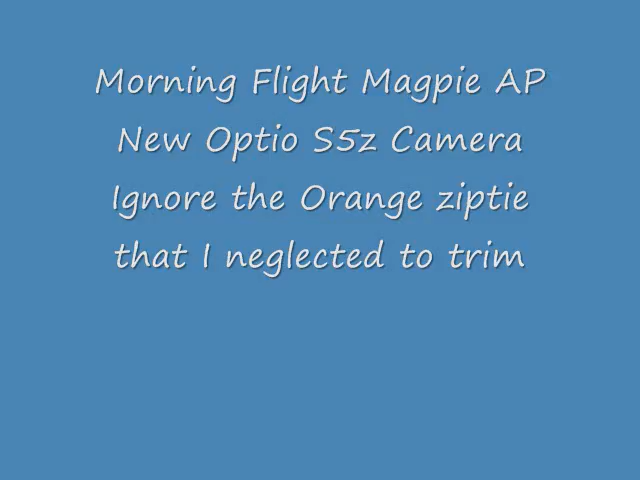 Morning Flight Magpie AP
New Optio S5z Camera
Ignore the Orange ziptie
that I neglected to trim